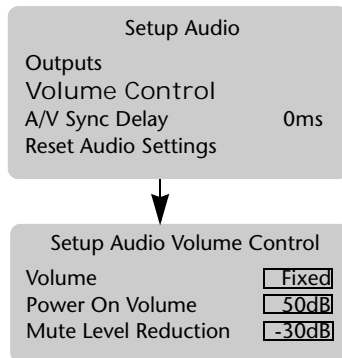 Setup Audio
Outputs
Volume Control
A/V Sync Delay 0ms
Reset Audio Settings
Setup Audio Volume Control
Volume Fixed
Power On Volume 50dB
Mute Level Reduction -30dB